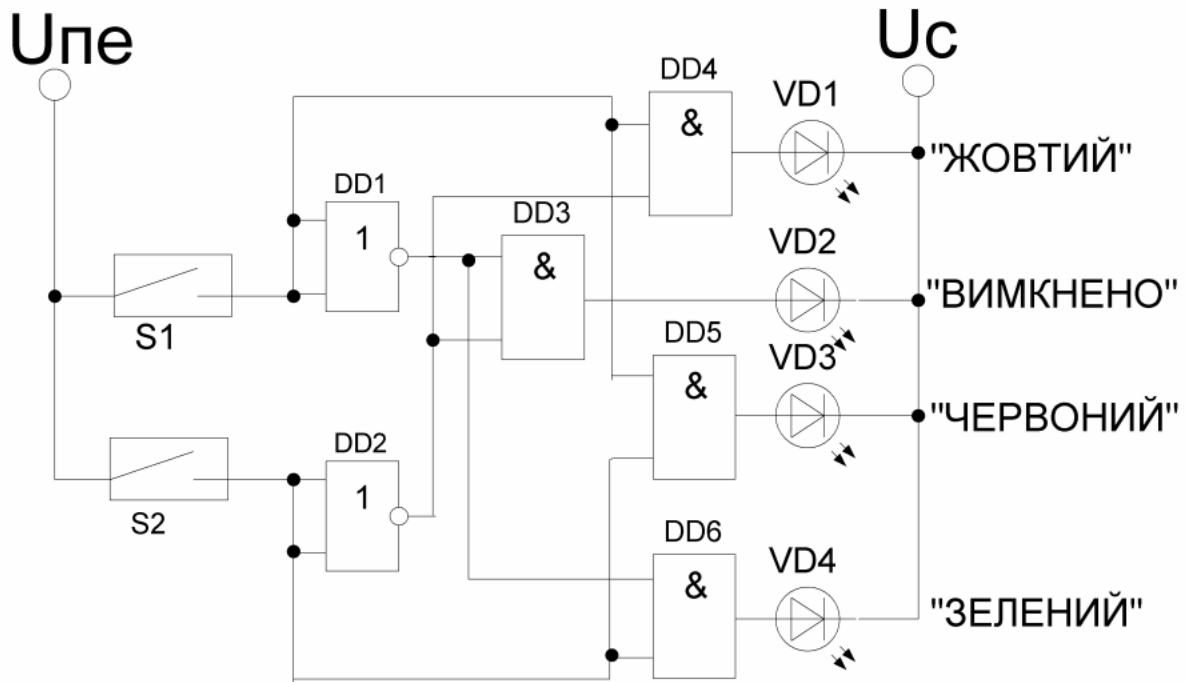 Uпе
Uс
DD4
&
VD1
"ЖОВТИЙ"
DD1
1
DD3
&
VD2
"ВИМКНЕНО"
S1
DD5
&
VD3
"ЧЕРВОНИЙ"
DD2
1
S2
DD6
&
VD4
"ЗЕЛЕНИЙ"